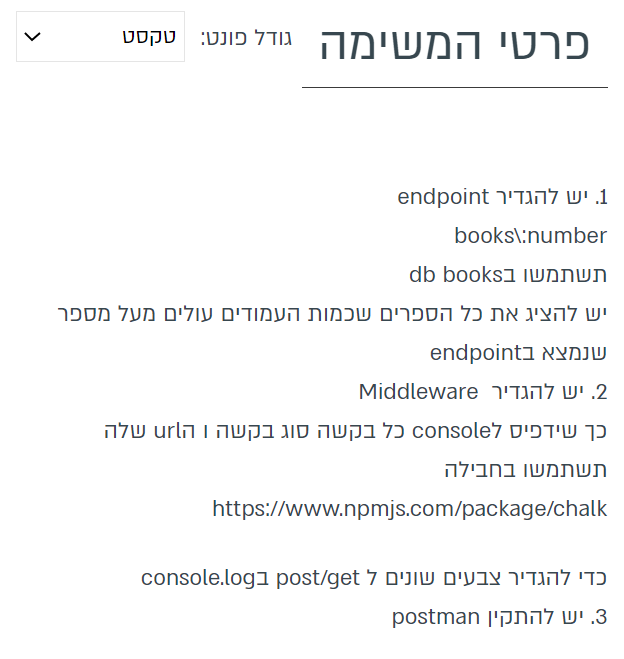 פרטי המשימה
גודל פונט:
טקסט
1. יש להגדיר endpoint
books\:number
תשתמשו בdb books
יש להציג את כל הספרים שכמות העמודים עולים מעל מספר
שנמצא בendpoint
2. יש להגדיר Middleware
כך שידפיס לconsole כל בקשה סוג בקשה ו הurl שלה
תשתמשו בחבילה
https://www.npmjs.com/package/chalk
כדי להגדיר צבעים שונים ל post/get בconsole.log
3. יש להתקין postman